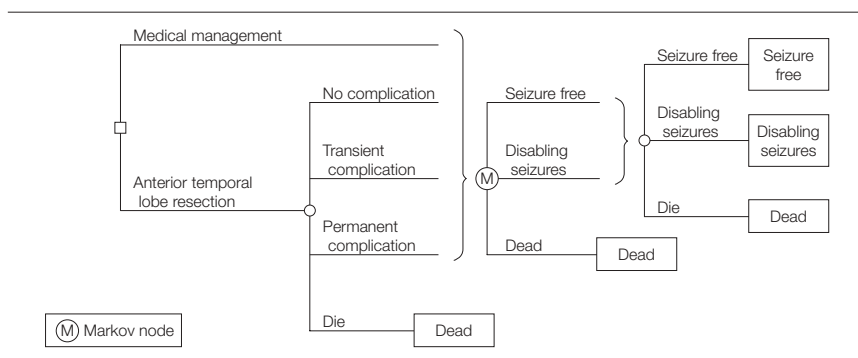 Medical management
No complication
Transient
complication
Anterior temporal
lobe resection
Permanent
complication
Die
Dead
Seizure free
Disabling
seizures
M
Dead
Dead
Seizure free
Seizure
free
Disabling
seizures
Disabling
seizures
Die
Dead
M Markov node